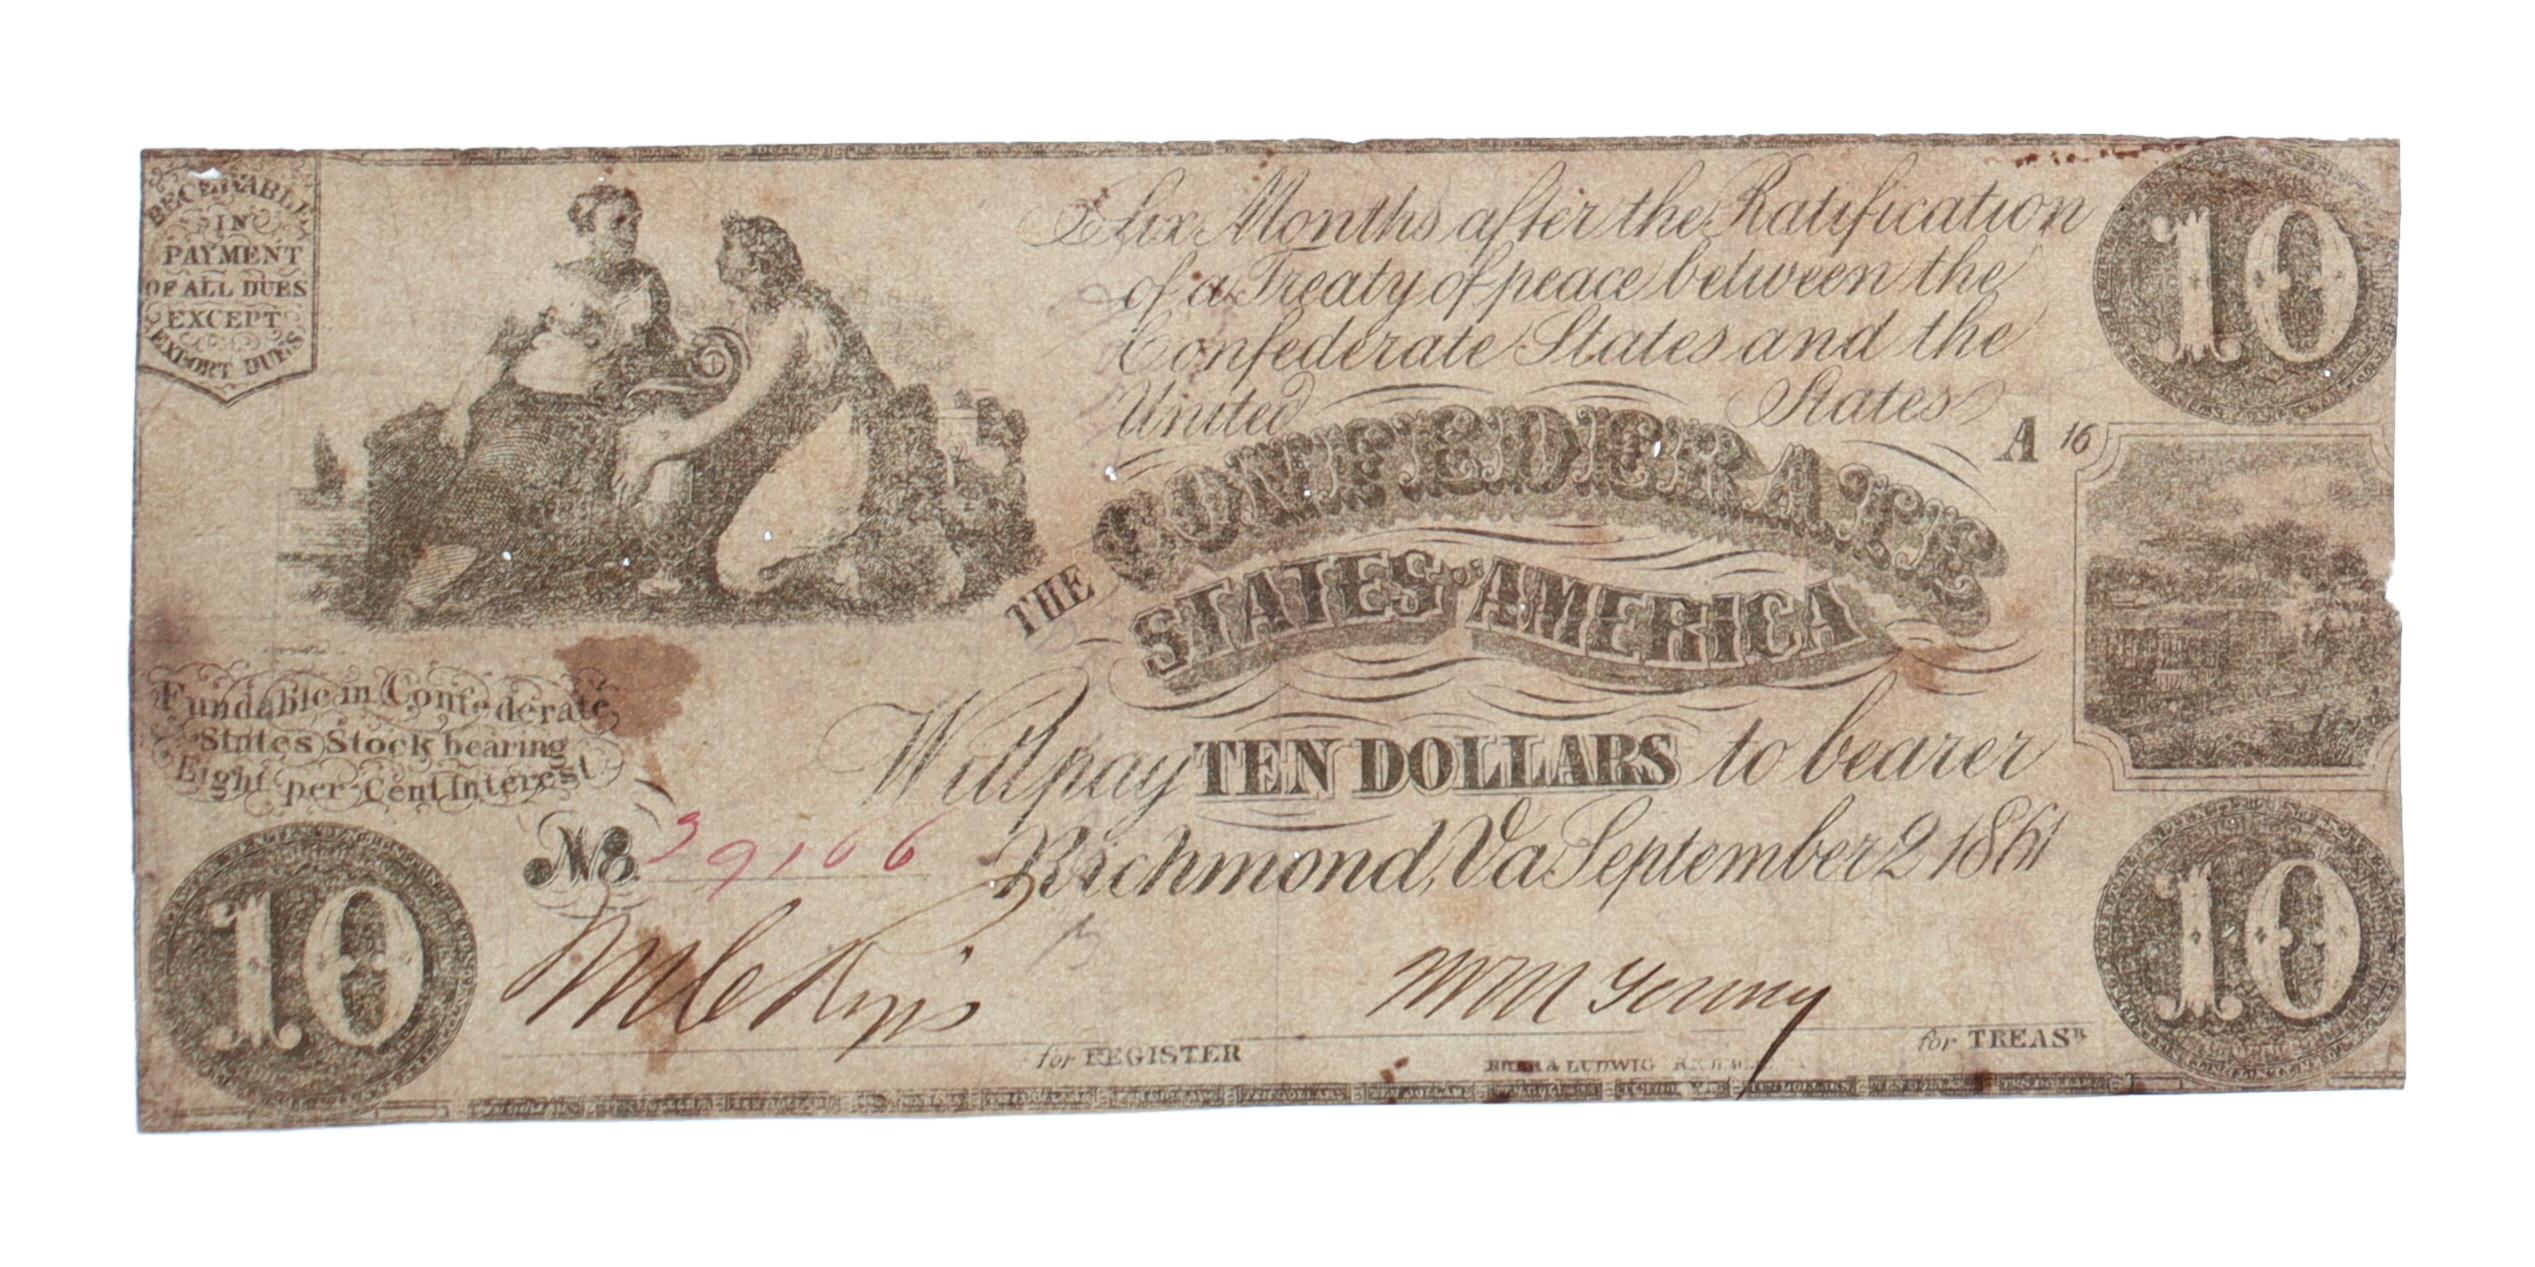 RECEIVABLE
IN
PAYMENT
OF ALL DUES
EXCEPT
EXPORT DUES
Six Months after the Ratification
of a Treaty of peace between the
Confederate States and the
United States
10
A 16
THE CONFEDERATE
STATES OF AMERICA
Fundable in Confederate
States Stock bearing
Eight per Cent Interest
Will pay TEN DOLLARS to bearer
No. 39166
Richmond, Va September 2 1861
10
10
for REGISTER
LUDWIG
for TREASR
TEN DOLLARS